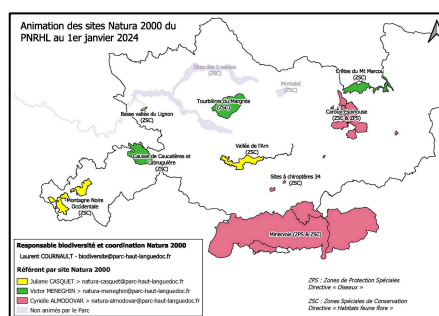 Animation des sites Natura 2000 du
PNRHL au 1er janvier 2024
Sites des 5 vallées
(ZSC)
Montalet
(ZSC)
Crêtes du Mt Marcou
(ZSC)
Tourbières du Margnès
(ZSC)
Caroux-Espinouse
(ZSC & ZPS)
Basse vallée du Lignon
(ZSC)
Vallée de l'Arn
(ZSC)
Causse de Caucalières et
Labruguière
(ZSC)
Sites à chiroptères 34
(ZSC)
Montagne Noire
Occidentale
(ZSC)
Minervois (ZPS & ZSC)
Responsable biodiversité et coordination Natura 2000
Laurent COURNAULT - biodiversite@parc-haut-languedoc.fr
Référent par site Natura 2000
Juliane CASQUET > natura-casquet@parc-haut-languedoc.fr
Victor MENEGHIN > natura-meneghin@parc-haut-languedoc.fr
Cyrielle ALMODOVAR > natura-almodovar@parc-haut-languedoc.fr
Non animés par le Parc
ZPS : Zones de Protection Spéciales
Directive « Oiseaux »
ZSC : Zones Spéciales de Conservation
Directive « Habitats faune flore »